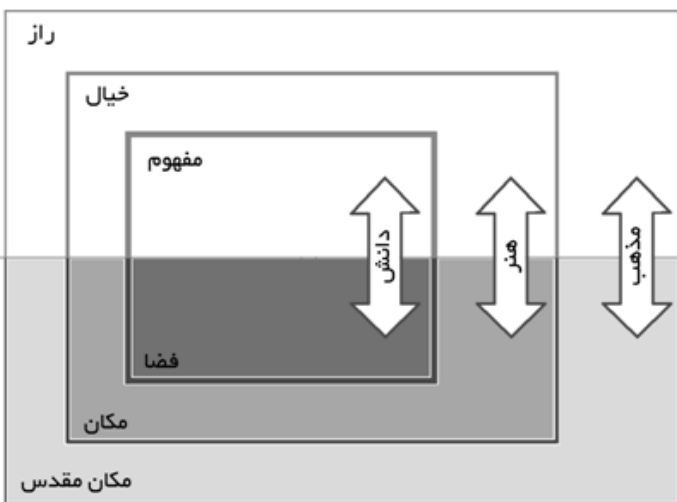 راز
خیال
مفهوم
مذهب
هنر
دانش
فضا
مکان
مکان مقدس